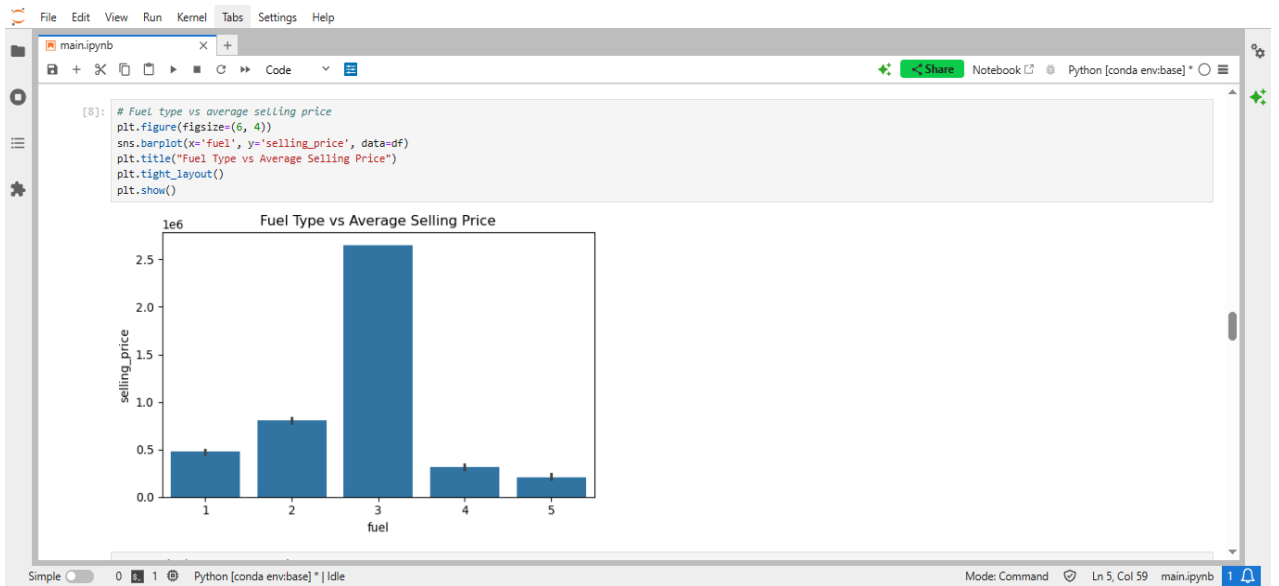 File Edit View Run Kernel Tabs Settings Help
main.ipynb
Code
Share Notebook Python [conda env:base] *
[8]: # Fuel type vs average selling price
plt.figure(figsize=(6, 4))
sns.barplot(x='fuel', y='selling_price', data=df)
plt.title("Fuel Type vs Average Selling Price")
plt.tight_layout()
plt.show()
1e6 Fuel Type vs Average Selling Price
2.5
2.0
1.5
1.0
0.5
0.0
selling_price
1 2 3 4 5
fuel
Simple 0 1 Python [conda env:base] * | Idle Mode: Command Ln 5, Col 59 main.ipynb 1